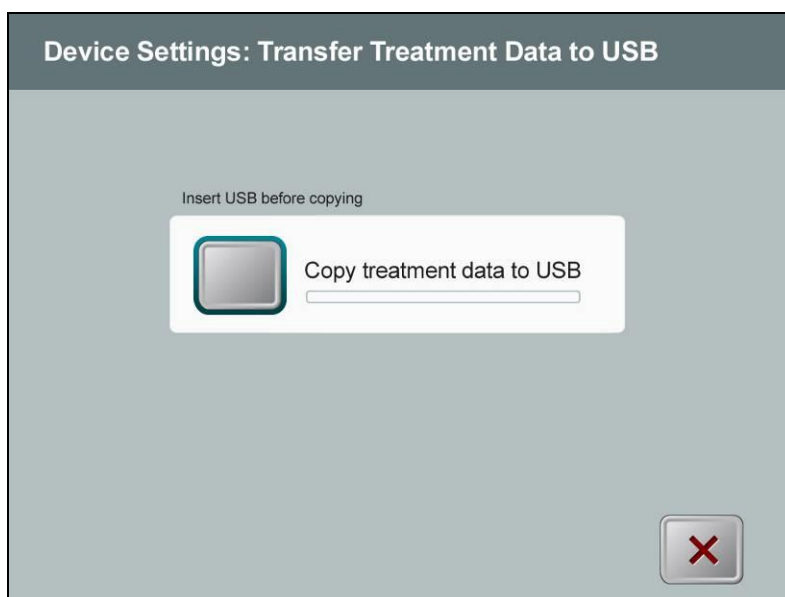 Device Settings: Transfer Treatment Data to USB
Insert USB before copying
Copy treatment data to USB